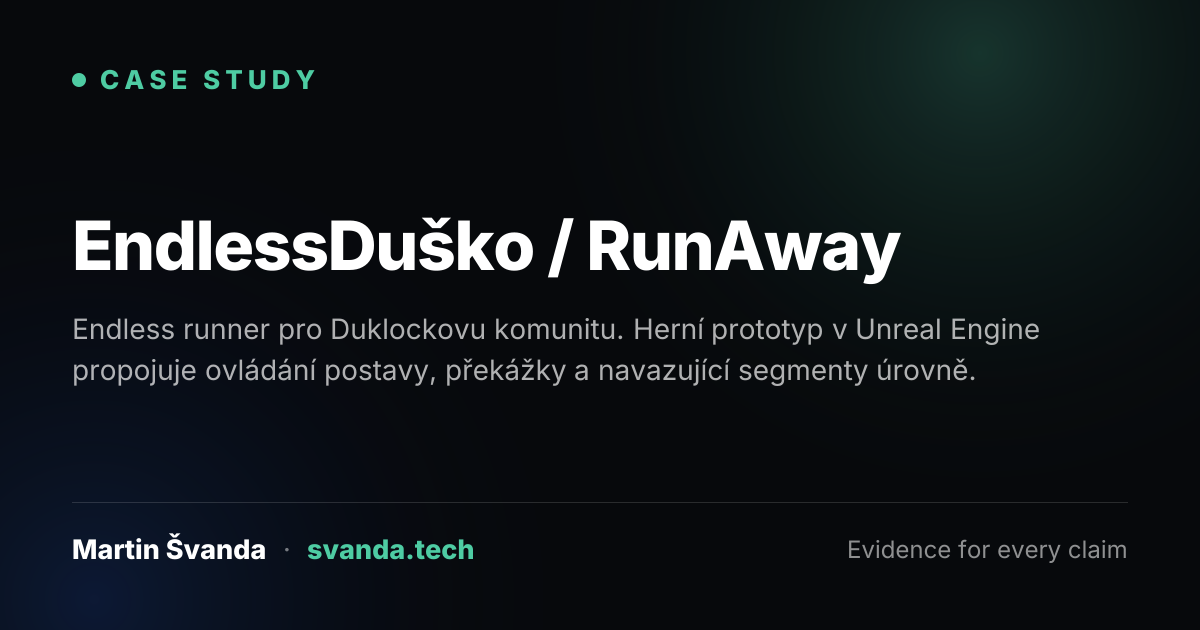 CASE STUDY
EndlessDuško / RunAway
Endless runner pro Duklockovu komunitu. Herní prototyp v Unreal Engine
propojuje ovládání postavy, překážky a navazující segmenty úrovně.
Martin Švanda · svanda.tech
Evidence for every claim